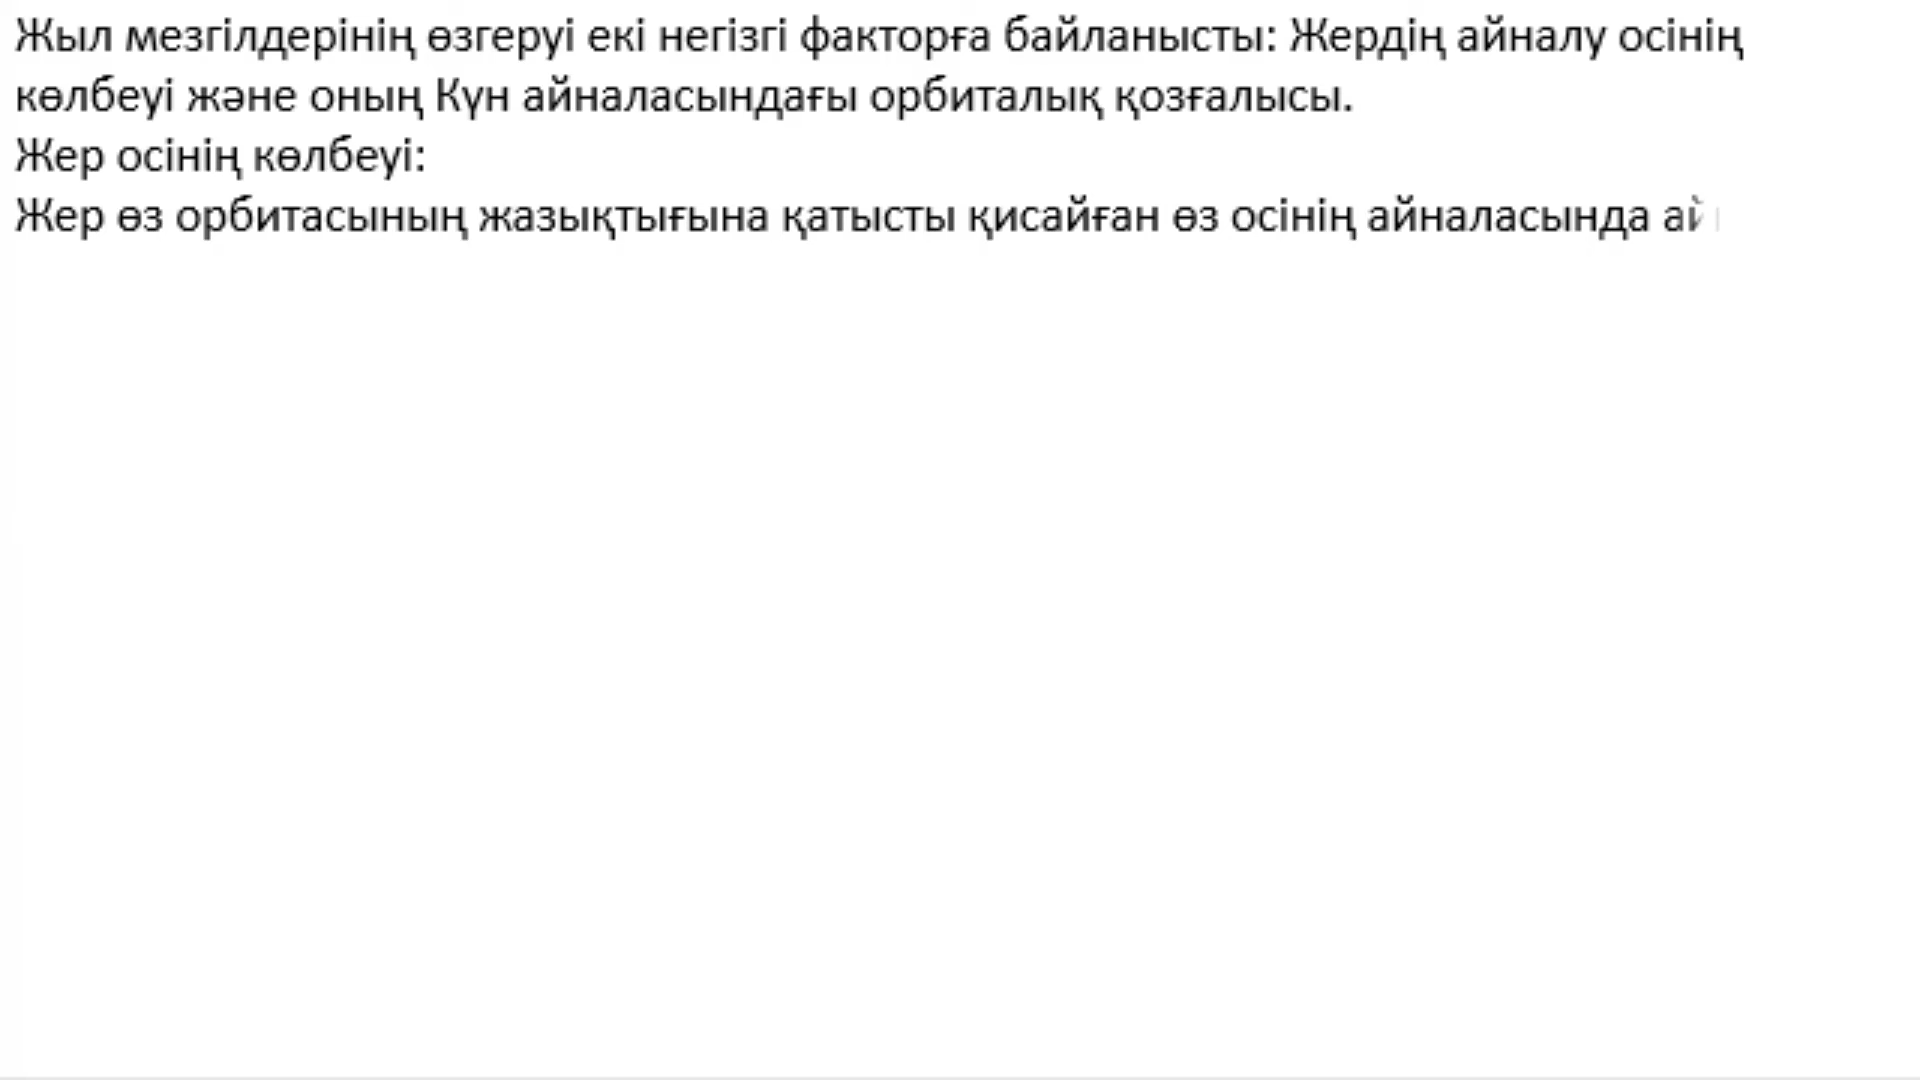 Жыл мезгілдерінің өзгеруі екі негізгі факторға байланысты: Жердің айналу осінің
көлбеуі және оның Күн айналасындағы орбиталық қозғалысы.
Жер осінің көлбеуі:
Жер өз орбитасының жазықтығына қатысты қисайған өз осінің айналасында